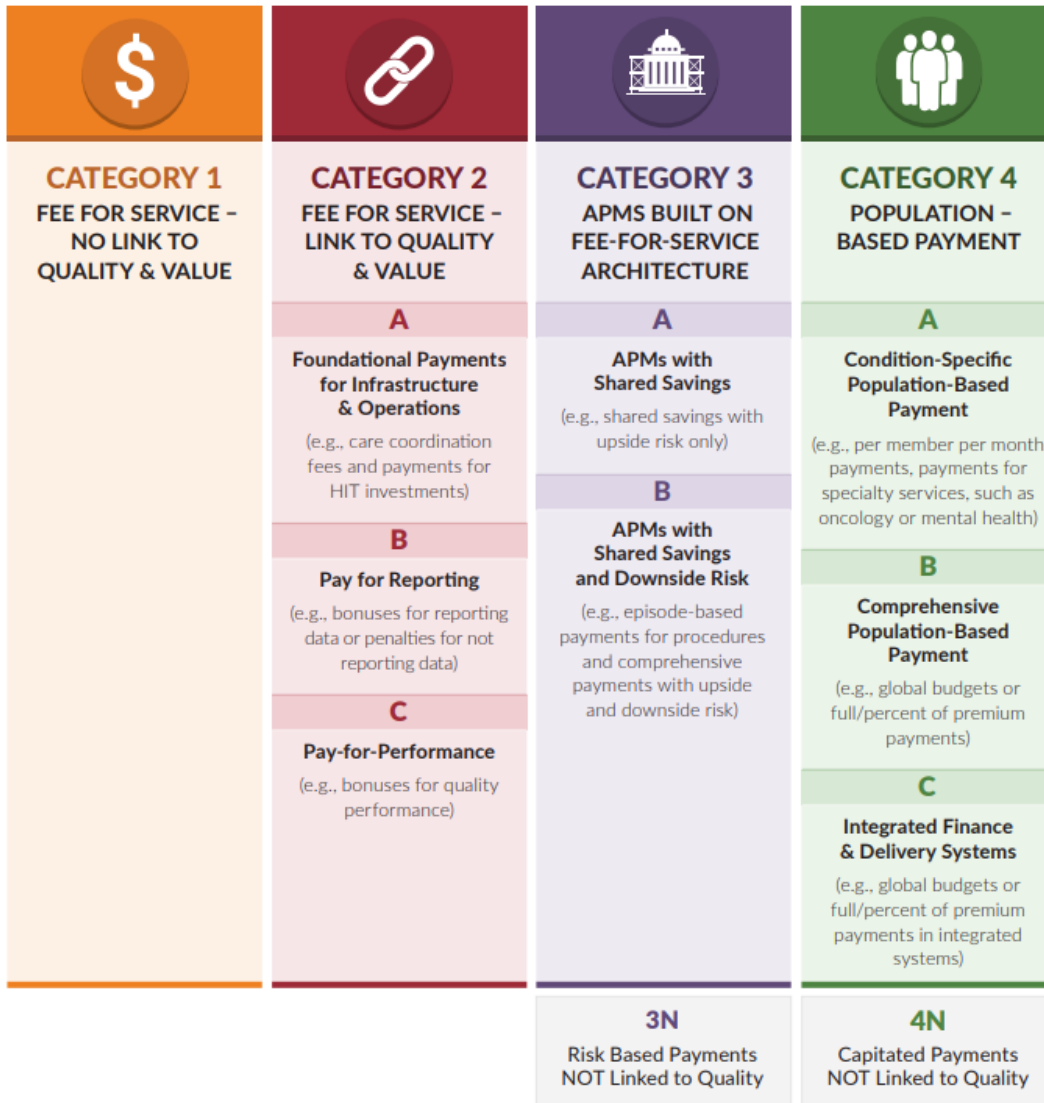 $
CATEGORY 1
FEE FOR SERVICE –
NO LINK TO
QUALITY & VALUE
CATEGORY 2
FEE FOR SERVICE –
LINK TO QUALITY
& VALUE
A
Foundational Payments
for Infrastructure
& Operations
(e.g., care coordination
fees and payments for
HIT investments)
B
Pay for Reporting
(e.g., bonuses for reporting
data or penalties for not
reporting data)
C
Pay-for-Performance
(e.g., bonuses for quality
performance)
CATEGORY 3
APMS BUILT ON
FEE-FOR-SERVICE
ARCHITECTURE
A
APMs with
Shared Savings
(e.g., shared savings with
upside risk only)
B
APMs with
Shared Savings
and Downside Risk
(e.g., episode-based
payments for procedures
and comprehensive
payments with upside
and downside risk)
3N
Risk Based Payments
NOT Linked to Quality
CATEGORY 4
POPULATION –
BASED PAYMENT
A
Condition-Specific
Population-Based
Payment
(e.g., per member per month
payments, payments for
specialty services, such as
oncology or mental health)
B
Comprehensive
Population-Based
Payment
(e.g., global budgets or
full/percent of premium
payments)
C
Integrated Finance
& Delivery Systems
(e.g., global budgets or
full/percent of premium
payments in integrated
systems)
4N
Capitated Payments
NOT Linked to Quality